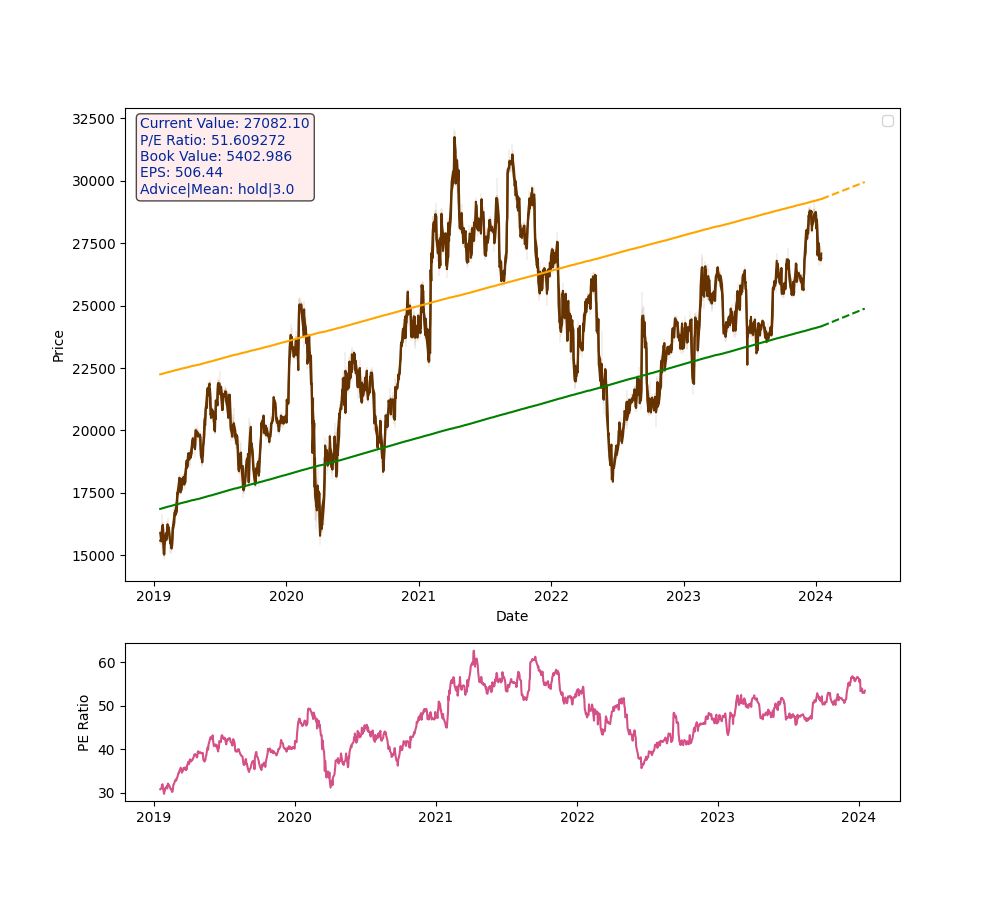 32500
30000
27500
25000
22500
20000
17500
15000
Price
Current Value: 27082.10
P/E Ratio: 51.609272
Book Value: 5402.986
EPS: 506.44
Advice|Mean: hold|3.0
2019 2020 2021 2022 2023 2024
Date
60
50
40
30
PE Ratio
2019 2020 2021 2022 2023 2024